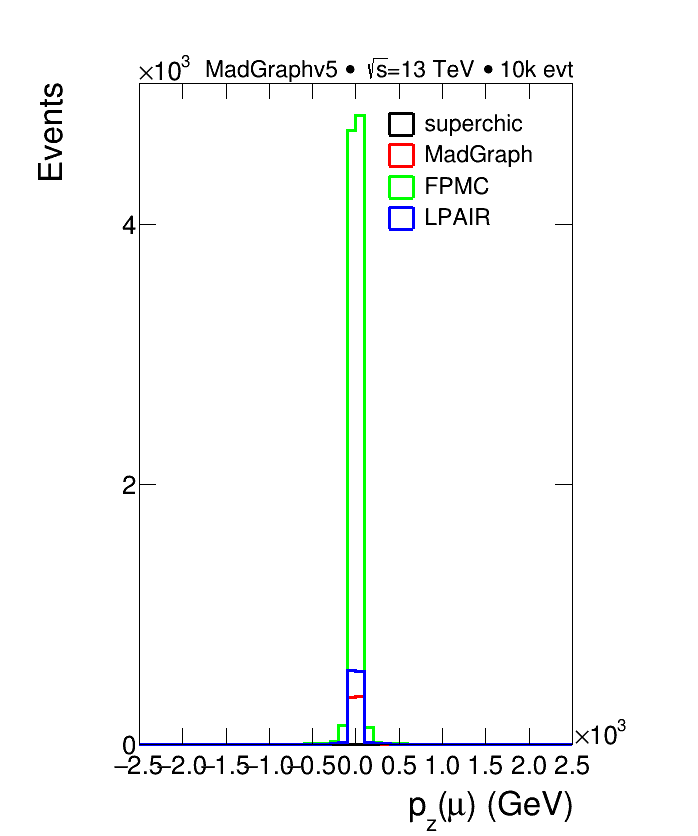 ×10³ MadGraphv5 • √s=13 TeV • 10k evt
Events
superchic
MadGraph
FPMC
LPAIR
4
2
0
−2.5 −2.0 −1.5 −1.0 −0.5 0.0 0.5 1.0 1.5 2.0 2.5 ×10³
p_z(μ) (GeV)